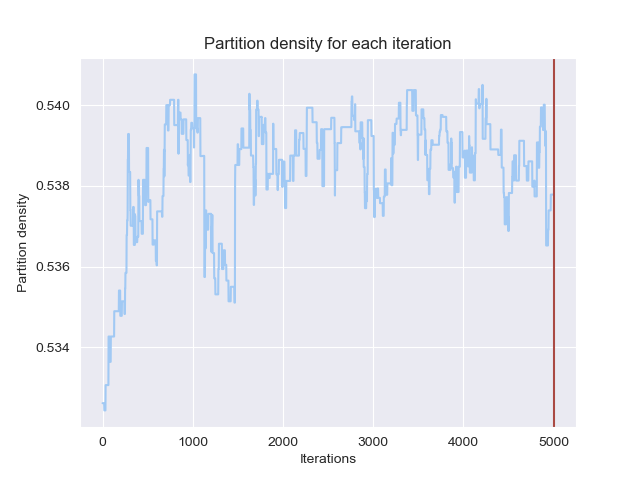 Partition density for each iteration
Partition density
0.540
0.538
0.536
0.534
0 1000 2000 3000 4000 5000
Iterations